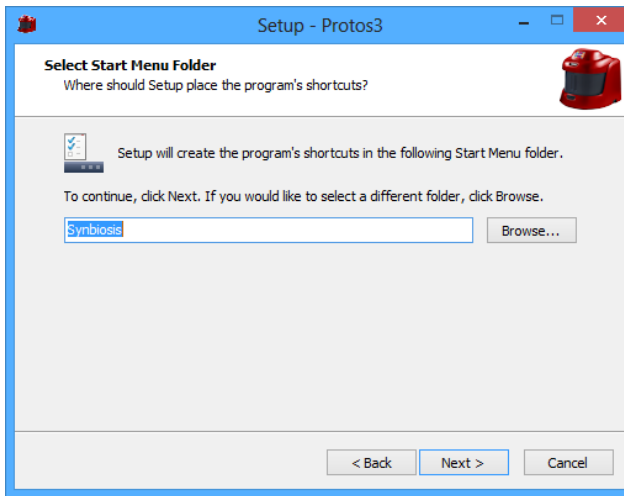 Setup - Protos3
Select Start Menu Folder
Where should Setup place the program's shortcuts?
Setup will create the program's shortcuts in the following Start Menu folder.
To continue, click Next. If you would like to select a different folder, click Browse.
Synbiosis
Browse...
< Back
Next >
Cancel